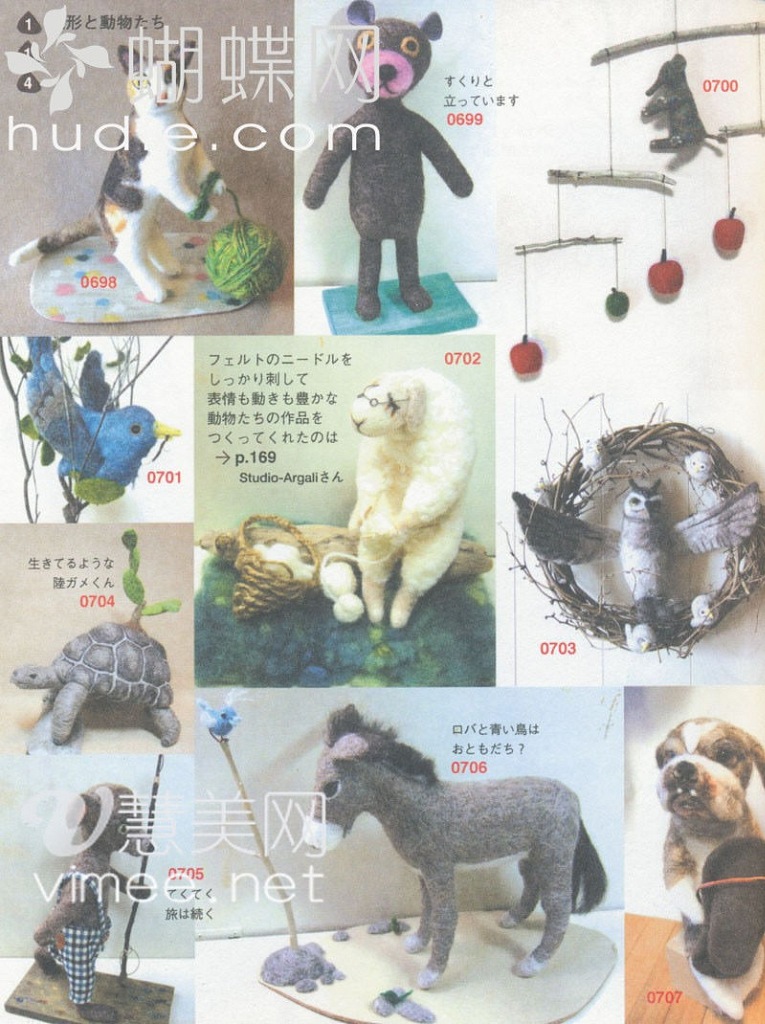 1
形と動物たち
4
蝴蝶网
hudie.com
0698
すくりと
立っています
0699
0700
0701
フェルトのニードルを
しっかり刺して
表情も動きも豊かな
動物たちの作品を
つくってくれたのは
→ p.169
Studio-Argaliさん
0702
0703
生きてるような
陸ガメくん
0704
慧美网
vimee.net
0705
てくてく
旅は続く
ロバと青い鳥は
おともだち?
0706
0707